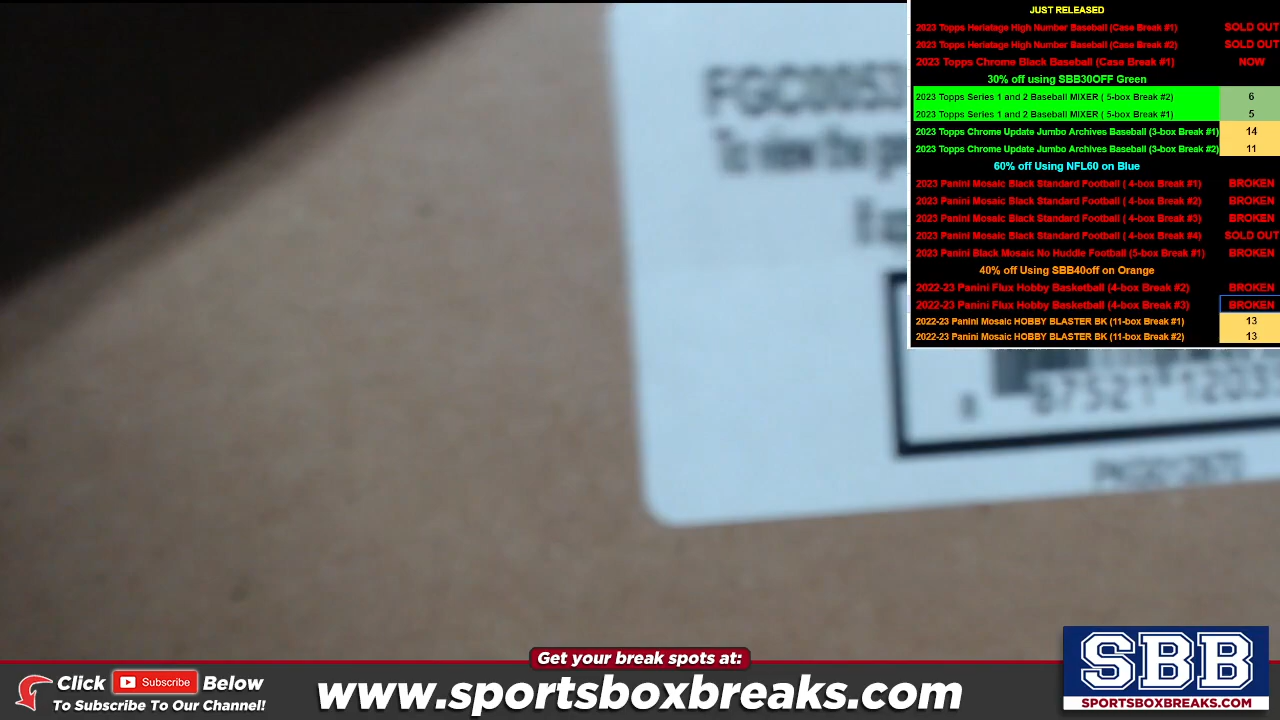 JUST RELEASED
2023 Topps Heriatage High Number Baseball (Case Break #1) SOLD OUT
2023 Topps Heriatage High Number Baseball (Case Break #2) SOLD OUT
2023 Topps Chrome Black Baseball (Case Break #1) NOW
30% off using SBB30OFF Green
2023 Topps Series 1 and 2 Baseball MIXER ( 5-box Break #2) 6
2023 Topps Series 1 and 2 Baseball MIXER ( 5-box Break #1) 5
2023 Topps Chrome Update Jumbo Archives Baseball (3-box Break #1) 14
2023 Topps Chrome Update Jumbo Archives Baseball (3-box Break #2) 11
60% off Using NFL60 on Blue
2023 Panini Mosaic Black Standard Football ( 4-box Break #1) BROKEN
2023 Panini Mosaic Black Standard Football ( 4-box Break #2) BROKEN
2023 Panini Mosaic Black Standard Football ( 4-box Break #3) BROKEN
2023 Panini Mosaic Black Standard Football ( 4-box Break #4) SOLD OUT
2023 Panini Black Mosaic No Huddle Football (5-box Break #1) BROKEN
40% off Using SBB40off on Orange
2022-23 Panini Flux Hobby Basketball (4-box Break #2) BROKEN
2022-23 Panini Flux Hobby Basketball (4-box Break #3) BROKEN
2022-23 Panini Mosaic HOBBY BLASTER BK (11-box Break #1) 13
2022-23 Panini Mosaic HOBBY BLASTER BK (11-box Break #2) 13
To view the
8 87521 1203
Get your break spots at:
Click Subscribe Below
To Subscribe To Our Channel!
www.sportsboxbreaks.com
SBB
SPORTSBOXBREAKS.COM